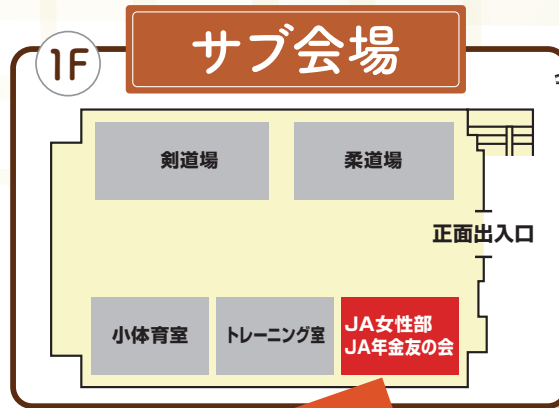 サブ会場
1F
剣道場
柔道場
正面出入口
小体育室
トレーニング室
JA女性部
JA年金友の会